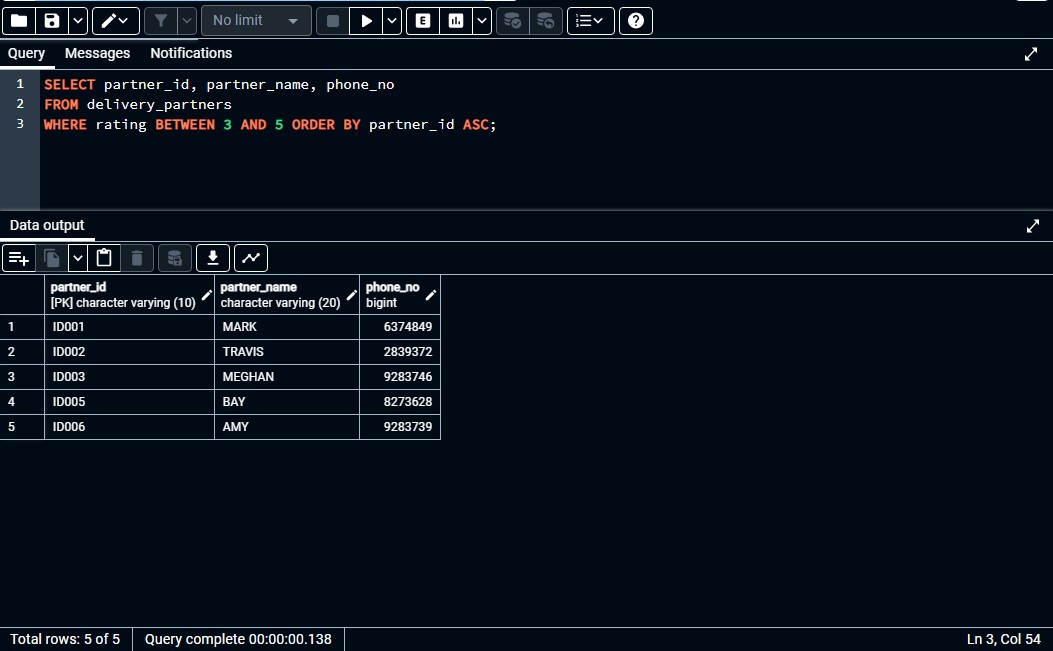 No limit
E
Query Messages Notifications
1 SELECT partner_id, partner_name, phone_no
2 FROM delivery_partners
3 WHERE rating BETWEEN 3 AND 5 ORDER BY partner_id ASC;
Data output
partner_id partner_name phone_no
[PK] character varying (10) character varying (20) bigint
1 ID001 MARK 6374849
2 ID002 TRAVIS 2839372
3 ID003 MEGHAN 9283746
4 ID005 BAY 8273628
5 ID006 AMY 9283739
Total rows: 5 of 5 Query complete 00:00:00.138 Ln 3, Col 54